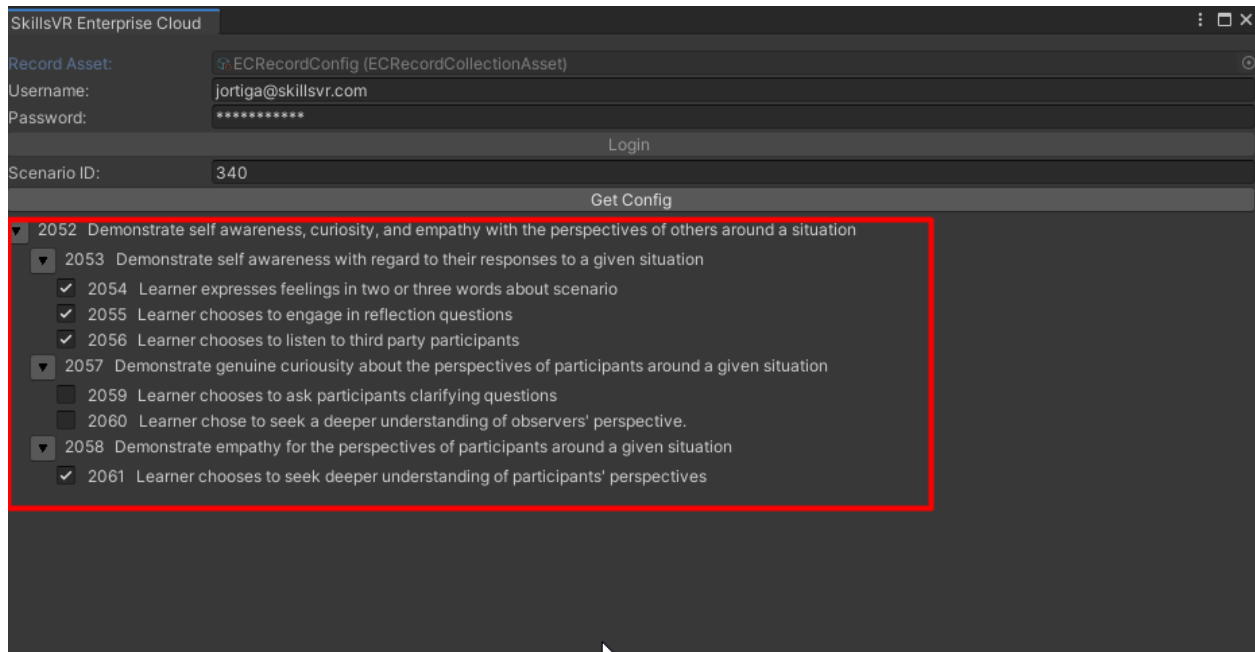 SkillsVR Enterprise Cloud
Record Asset: ECRecordConfig (ECRecordCollectionAsset)
Username: jortiga@skillsvr.com
Password: ***********
Login
Scenario ID: 340
Get Config
2052 Demonstrate self awareness, curiosity, and empathy with the perspectives of others around a situation
2053 Demonstrate self awareness with regard to their responses to a given situation
2054 Learner expresses feelings in two or three words about scenario
2055 Learner chooses to engage in reflection questions
2056 Learner chooses to listen to third party participants
2057 Demonstrate genuine curiousity about the perspectives of participants around a given situation
2059 Learner chooses to ask participants clarifying questions
2060 Learner chose to seek a deeper understanding of observers' perspective.
2058 Demonstrate empathy for the perspectives of participants around a given situation
2061 Learner chooses to seek deeper understanding of participants' perspectives